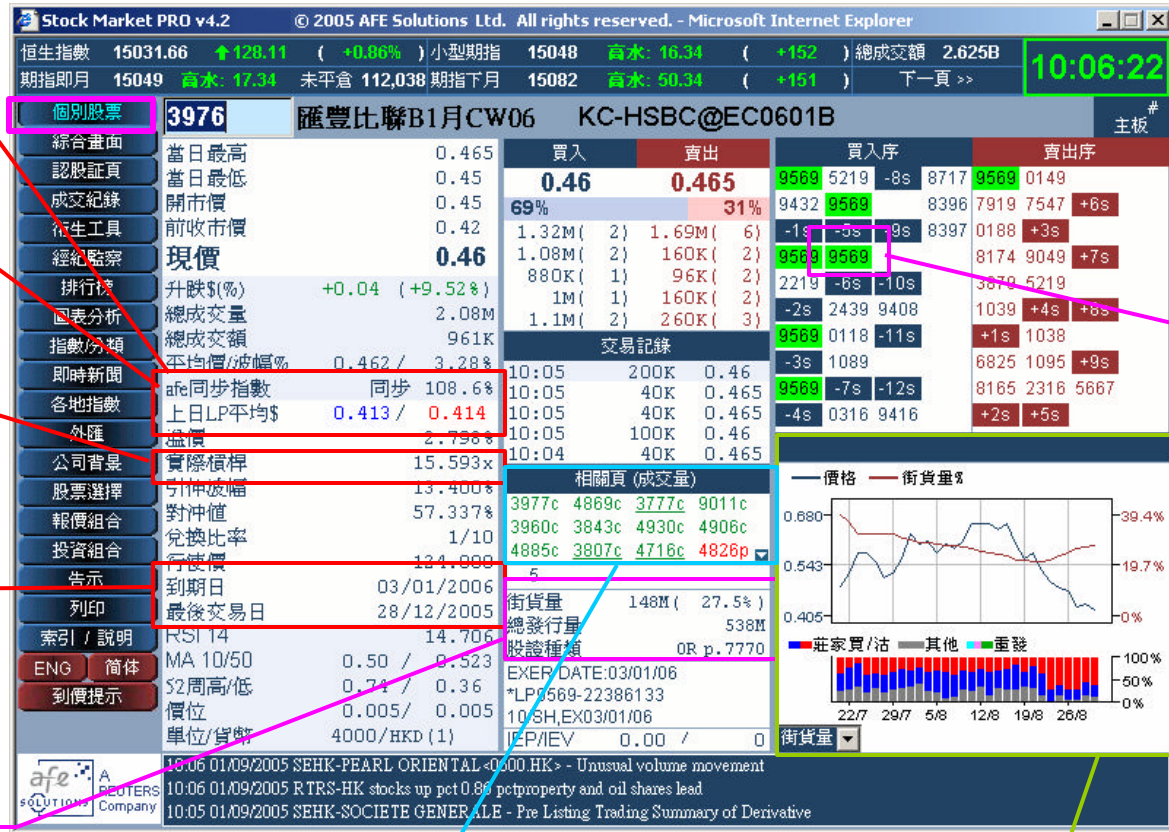 Stock Market PRO v4.2 © 2005 AFE Solutions Ltd. All rights reserved. - Microsoft Internet Explorer
恒生指數 15031.66 128.11 ( +0.86% ) 小型期指 15048 高水: 16.34 ( +152 ) 總成交額 2.625B
期指即月 15049 高水: 17.34 未平倉 112,038 期指下月 15082 高水: 50.34 ( +151 ) 下一頁 >>
10:06:22
個別股票
綜合畫面
認股証頁
成交紀錄
衍生工具
經紀監察
排行榜
圖表分析
指數/分類
即時新聞
各地指數
外匯
公司背景
股票選擇
報價組合
投資組合
告示
列印
索引 / 說明
ENG 简体
到價提示
3976 匯豐比聯B1月CW06 KC-HSBC@EC0601B # 主板
當日最高 0.465
當日最低 0.45
開市價 0.45
前收市價 0.42
現價 0.46
升跌$(%) +0.04 (+9.52%)
總成交量 2.08M
總成交額 961K
平均價/波幅% 0.462 / 3.28%
afe同步指數 同步 108.6%
上日LP平均$ 0.413 / 0.414
溢價 2.798%
實際槓桿 15.593x
引伸波幅 13.400%
對沖值 57.337%
兌換比率 1/10
行使價 124.000
到期日 03/01/2006
最後交易日 28/12/2005
RSI 14 14.706
MA 10/50 0.50 / 0.523
52周高/低 0.74 / 0.36
價位 0.005/ 0.005
單位/貨幣 4000/HKD(1)
買入 賣出
0.46 0.465
69% 31%
1.32M( 2) 1.69M( 6)
1.08M( 2) 160K( 2)
880K( 1) 96K( 2)
1M( 1) 160K( 2)
1.1M( 2) 260K( 3)
交易記錄
10:05 200K 0.46
10:05 40K 0.465
10:05 40K 0.465
10:05 100K 0.46
10:04 40K 0.465
相關頁 (成交量)
3977c 4869c 3777c 9011c
3960c 3843c 4930c 4906c
4885c 3807c 4716c 4826p
街貨量 148M( 27.5%)
總發行量 538M
股證種類 0R p.7770
EXER DATE:03/01/06
*LP9569-22386133
10/SH,EX03/01/06
IEP/IEV 0.00 / 0
買入序 賣出序
9569 5219 -8s 8717 9569 0149
9432 9569 8396 7919 7547 +6s
-1s -5s -9s 8397 0188 +3s
9569 9569 8174 9049 +7s
2219 -6s -10s 3879 5219
-2s 2439 9408 1039 +4s +8s
9569 0118 -11s +1s 1038
-3s 1089 6825 1095 +9s
9569 -7s -12s 8165 2316 5667
-4s 0316 9416 +2s +5s
價格 街貨量%
0.680 39.4%
0.543 19.7%
0.405 0%
莊家買/沽 其他 重發
100%
50%
0%
22/7 29/7 5/8 12/8 19/8 26/8
街貨量
afe SOLUTIONS A REUTERS Company
10:06 01/09/2005 SEHK-PEARL ORIENTAL<0600.HK> - Unusual volume movement
10:06 01/09/2005 RTRS-HK stocks up pct 0.86 pctproperty and oil shares lead
10:05 01/09/2005 SEHK-SOCIETE GENERALE - Pre Listing Trading Summary of Derivative